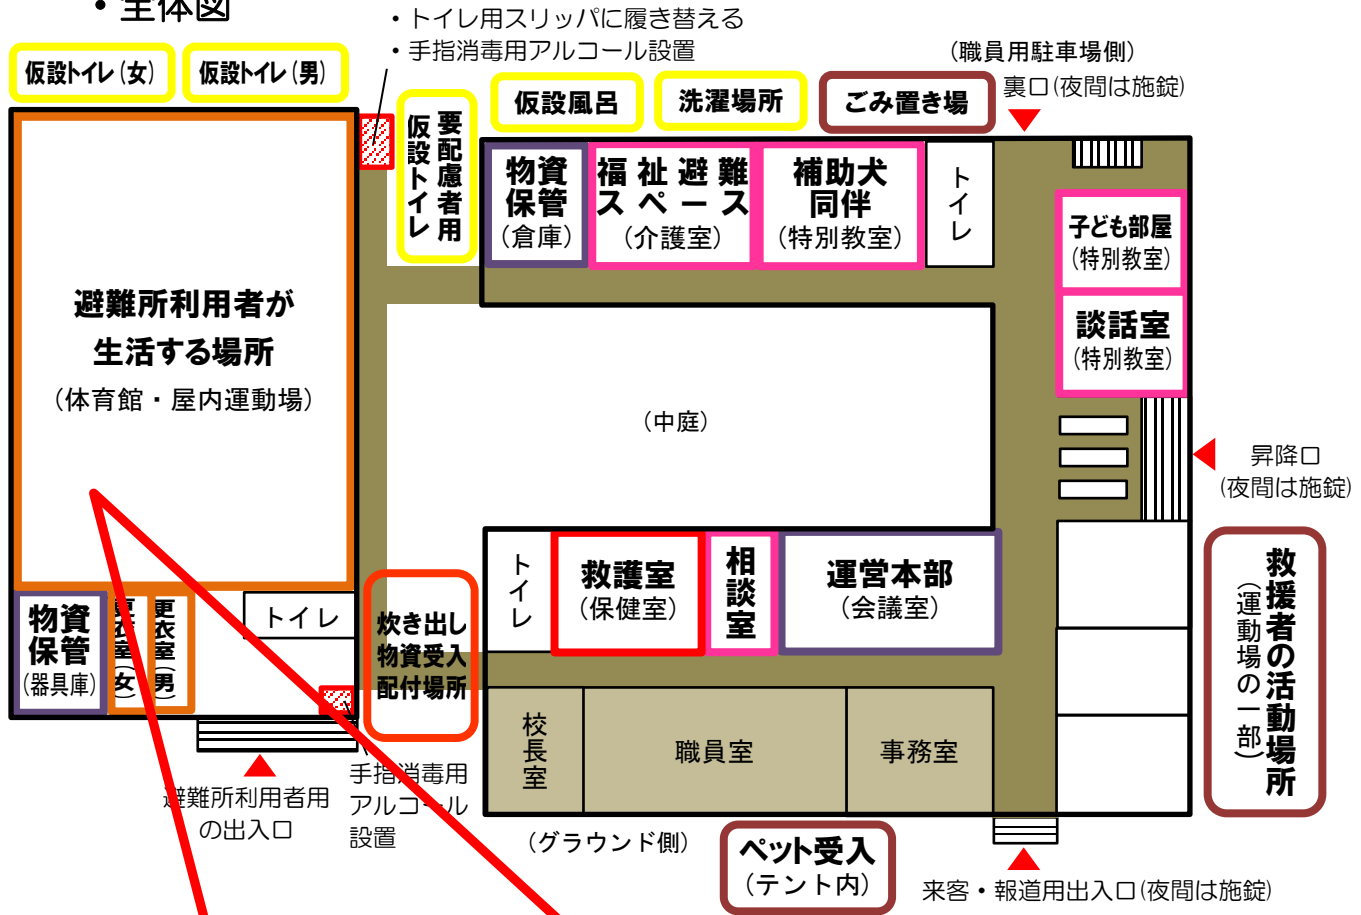 ・全体図
・トイレ用スリッパに履き替える
・手指消毒用アルコール設置
仮設トイレ(女)
仮設トイレ(男)
要配慮者用
仮設トイレ
仮設風呂
洗濯場所
ごみ置き場
(職員用駐車場側)
裏口(夜間は施錠)
物資
保管
(倉庫)
福祉避難
スペース
(介護室)
補助犬
同伴
(特別教室)
トイレ
子ども部屋
(特別教室)
談話室
(特別教室)
避難所利用者が
生活する場所
(体育館・屋内運動場)
(中庭)
昇降口
(夜間は施錠)
トイレ
救護室
(保健室)
相談室
運営本部
(会議室)
救援者の活動場所
(運動場の一部)
物資
保管
(器具庫)
更衣室(女)
更衣室(男)
トイレ
炊き出し
物資受入
配付場所
校長室
職員室
事務室
避難所利用者用
の出入口
手指消毒用
アルコール
設置
(グラウンド側)
ペット受入
(テント内)
来客・報道用出入口(夜間は施錠)